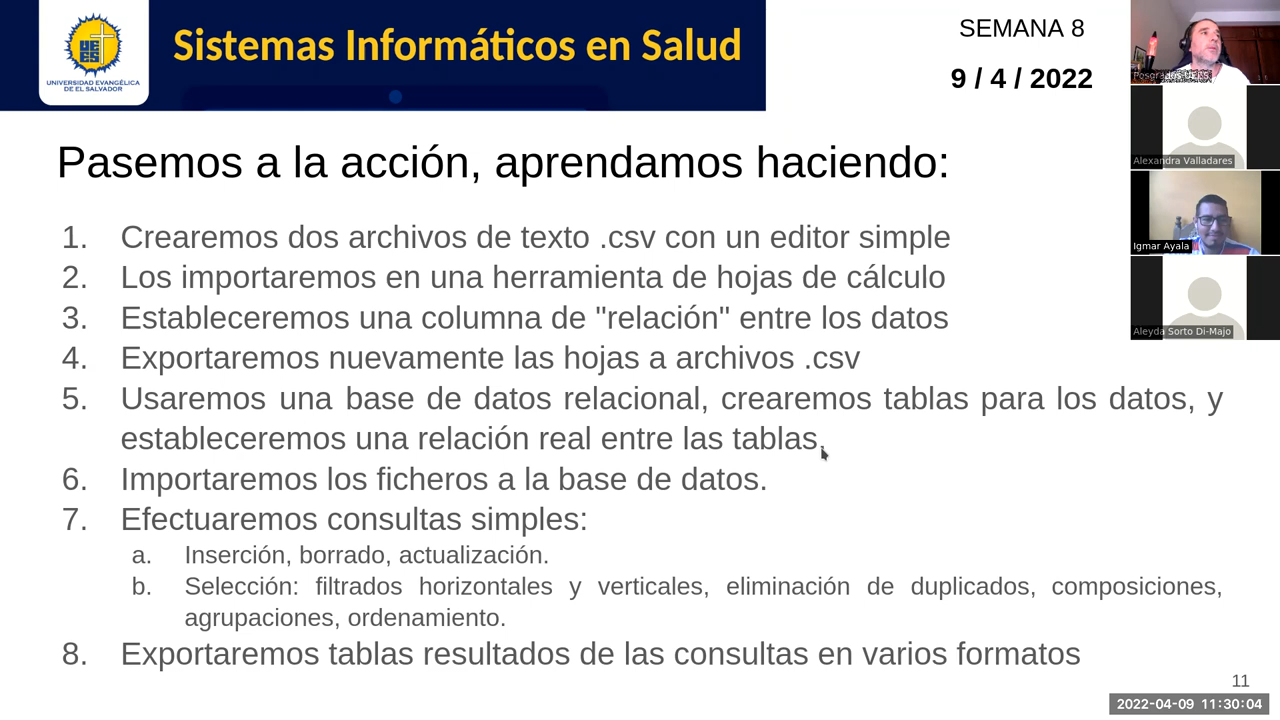 UNIVERSIDAD EVANGÉLICA
DE EL SALVADOR
Sistemas Informáticos en Salud
SEMANA 8
9 / 4 / 2022
Alexandra Valladares
Igmar Ayala
Aleyda Sorto Di-Majo
Pasemos a la acción, aprendamos haciendo:
1. Crearemos dos archivos de texto .csv con un editor simple
2. Los importaremos en una herramienta de hojas de cálculo
3. Estableceremos una columna de "relación" entre los datos
4. Exportaremos nuevamente las hojas a archivos .csv
5. Usaremos una base de datos relacional, crearemos tablas para los datos, y
estableceremos una relación real entre las tablas.
6. Importaremos los ficheros a la base de datos.
7. Efectuaremos consultas simples:
a. Inserción, borrado, actualización.
b. Selección: filtrados horizontales y verticales, eliminación de duplicados, composiciones,
agrupaciones, ordenamiento.
8. Exportaremos tablas resultados de las consultas en varios formatos
11
2022-04-09 11:30:04